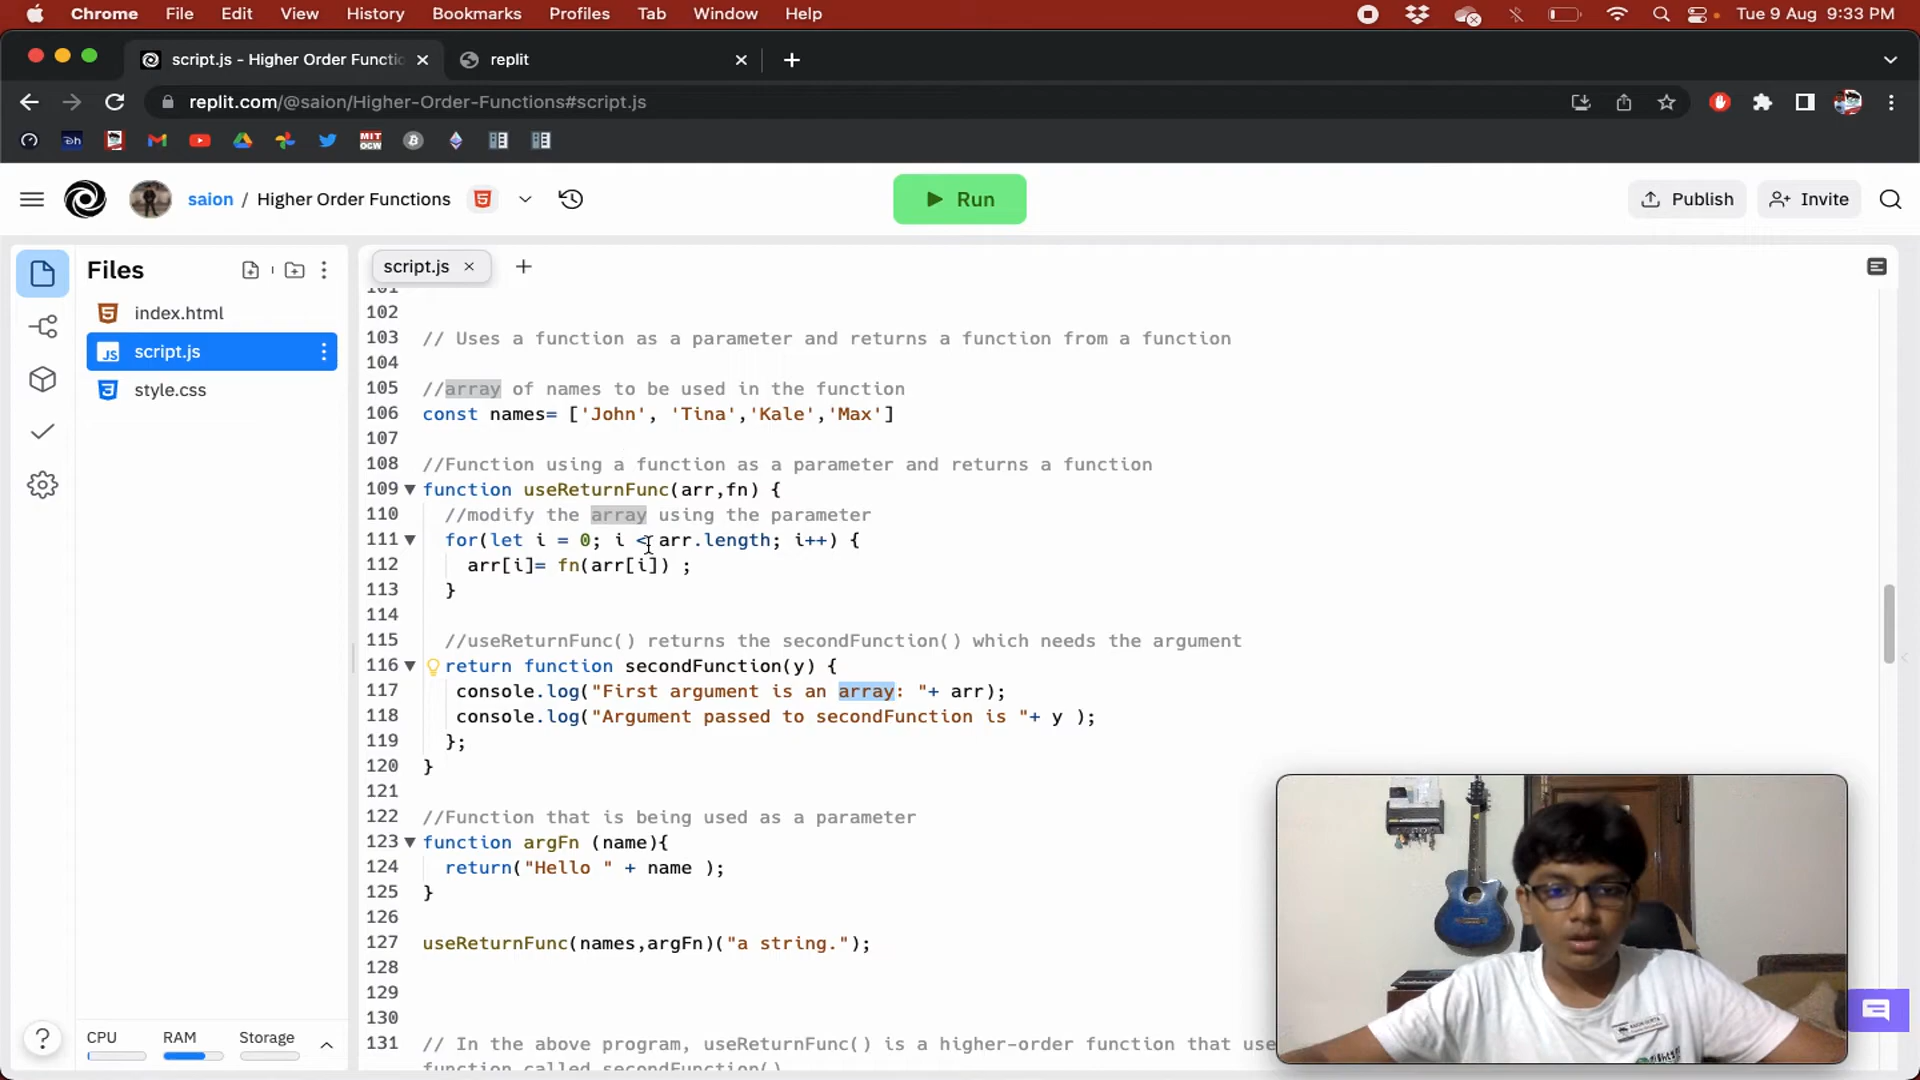 Chrome File Edit View History Bookmarks Profiles Tab Window Help Tue 9 Aug 9:33 PM
script.js - Higher Order Functic
replit
replit.com/@saion/Higher-Order-Functions#script.js
Dh MIT OCW
saion / Higher Order Functions
Run
Publish
Invite
Files
script.js
index.html
script.js
style.css
101
102
103 // Uses a function as a parameter and returns a function from a function
104
105 //array of names to be used in the function
106 const names= ['John', 'Tina','Kale','Max']
107
108 //Function using a function as a parameter and returns a function
109 function useReturnFunc(arr,fn) {
110 //modify the array using the parameter
111 for(let i = 0; i < arr.length; i++) {
112 arr[i]= fn(arr[i]) ;
113 }
114
115 //useReturnFunc() returns the secondFunction() which needs the argument
116 return function secondFunction(y) {
117 console.log("First argument is an array: "+ arr);
118 console.log("Argument passed to secondFunction is "+ y );
119 };
120 }
121
122 //Function that is being used as a parameter
123 function argFn (name){
124 return("Hello " + name );
125 }
126
127 useReturnFunc(names,argFn)("a string.");
128
129
130
131 // In the above program, useReturnFunc() is a higher-order function that use
function called secondFunction()
CPU RAM Storage
?